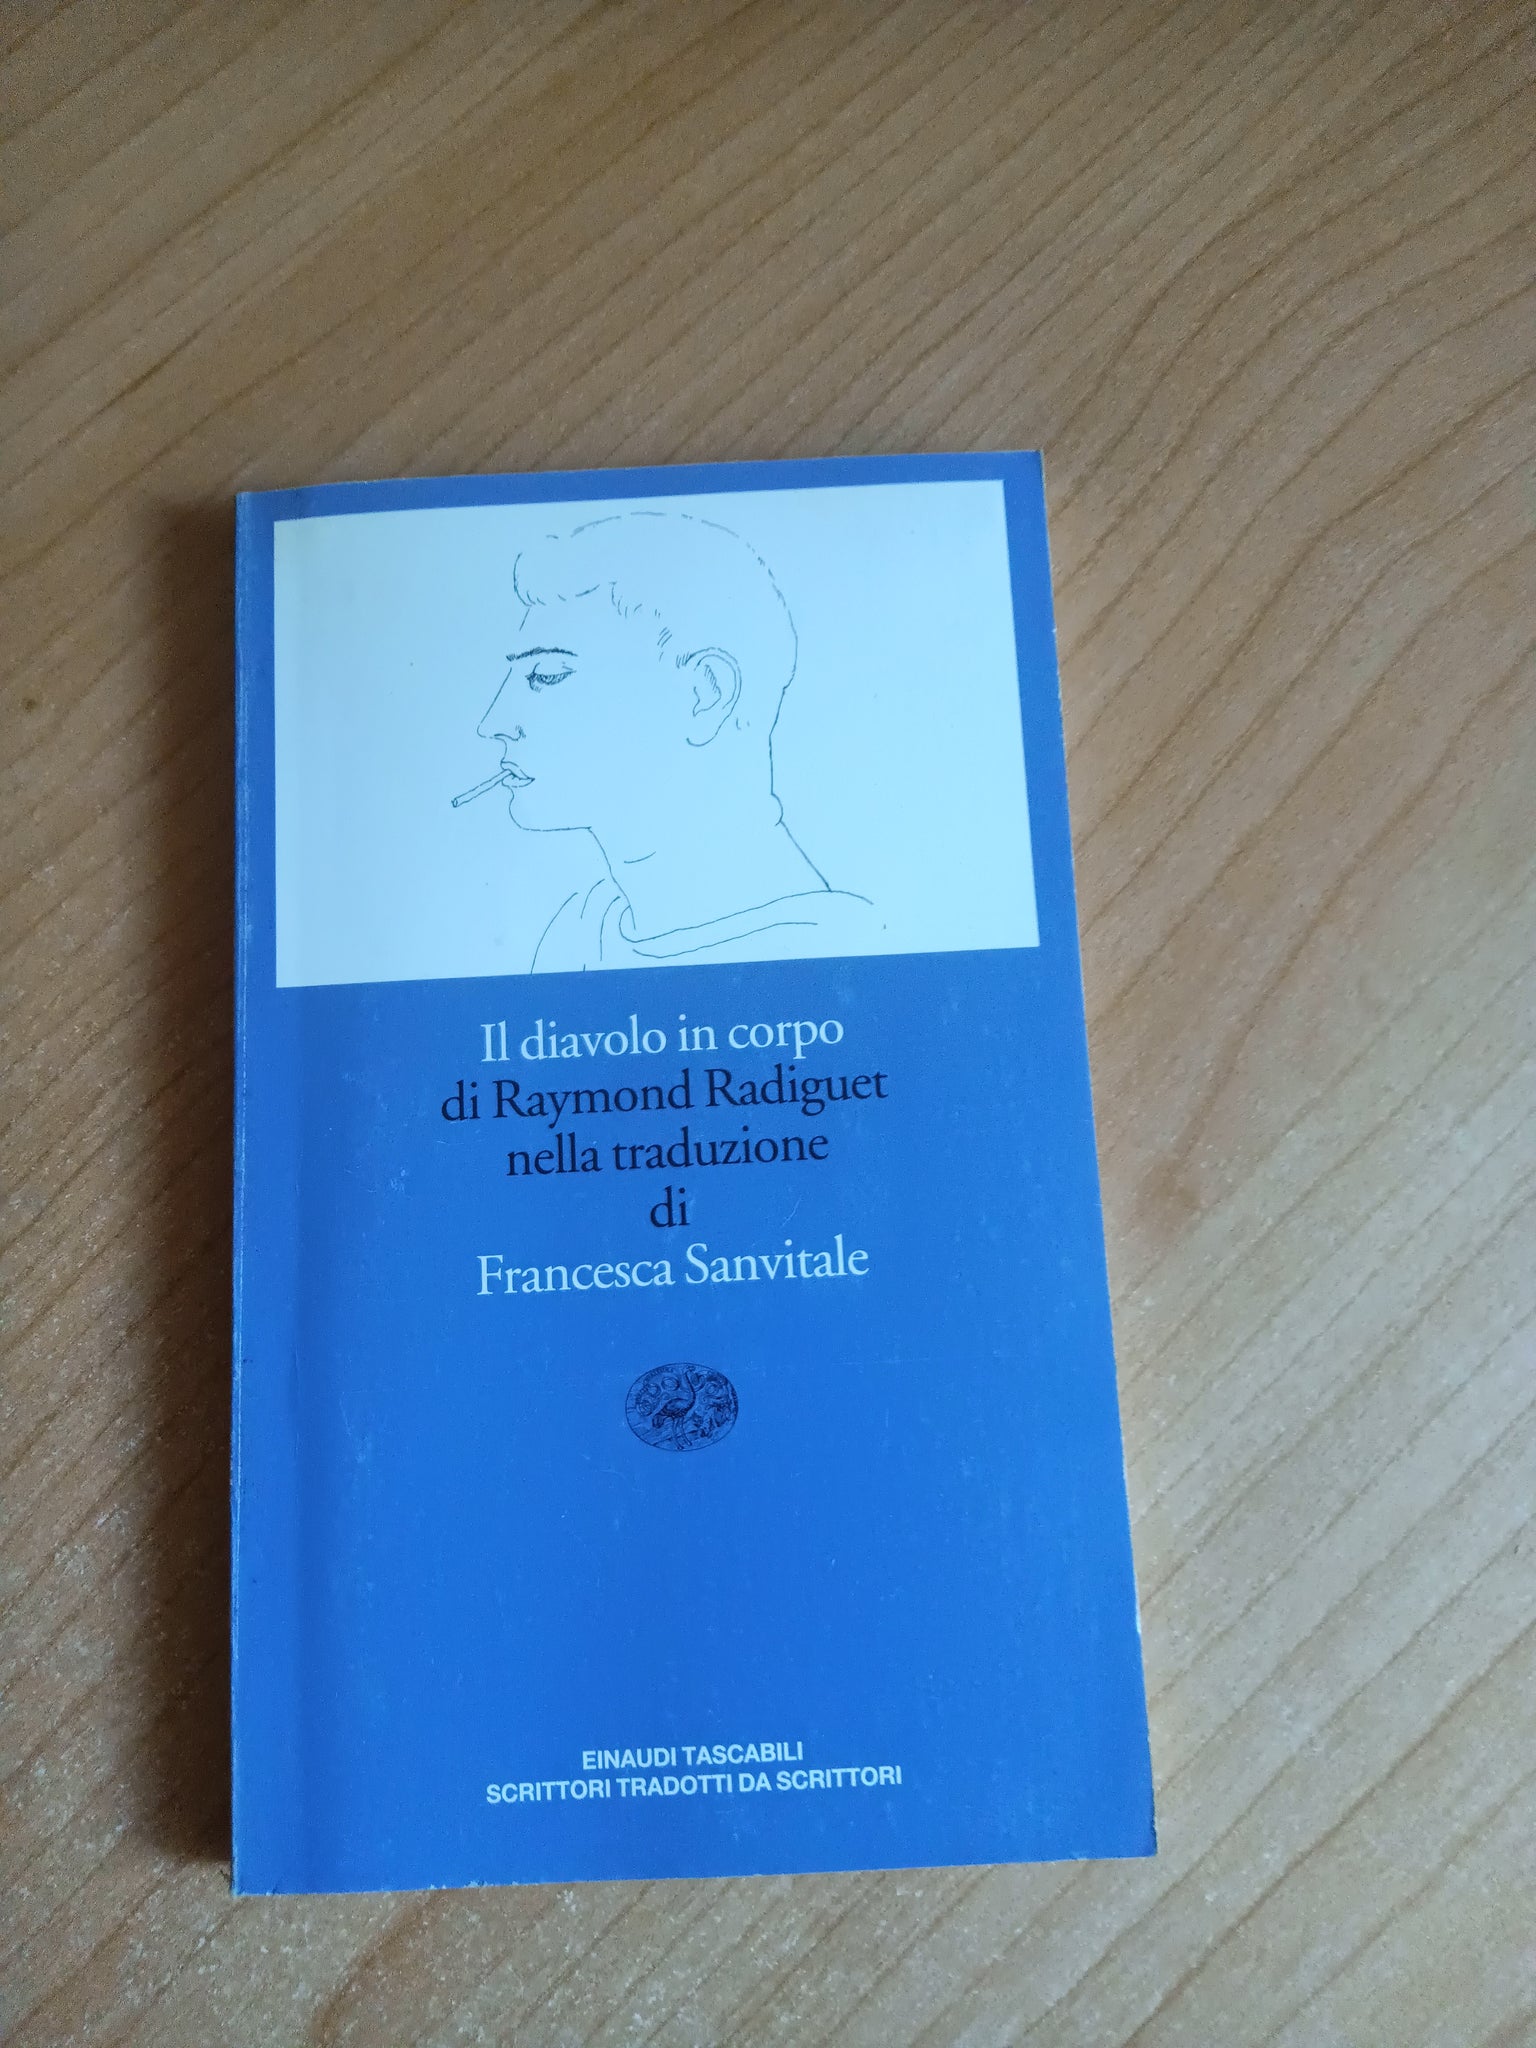 Il diavolo in corpo
di Raymond Radiguet
nella traduzione
di
Francesca Sanvitale
EINAUDI TASCABILI
SCRITTORI TRADOTTI DA SCRITTORI